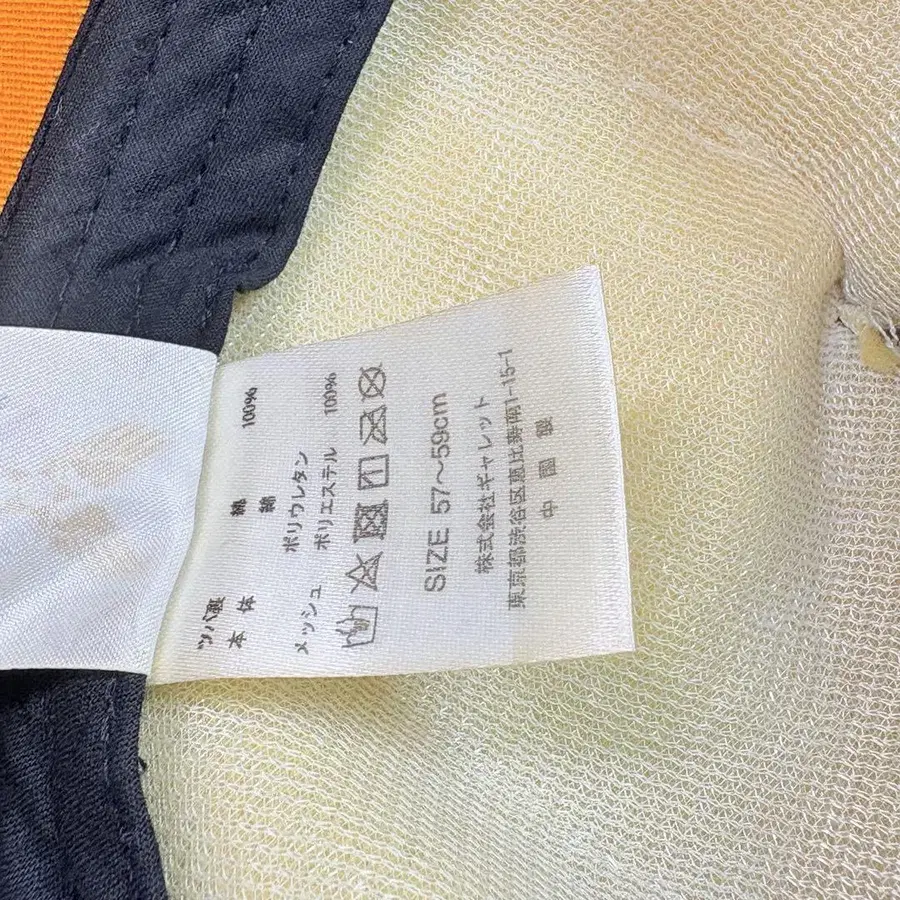 ツバ裏 綿 100%
本体 綿
ポリウレタン
メッシュ ポリエステル 100%
SIZE 57〜59cm
株式会社ギャレット
東京都渋谷区恵比寿南1-15-1
中国製